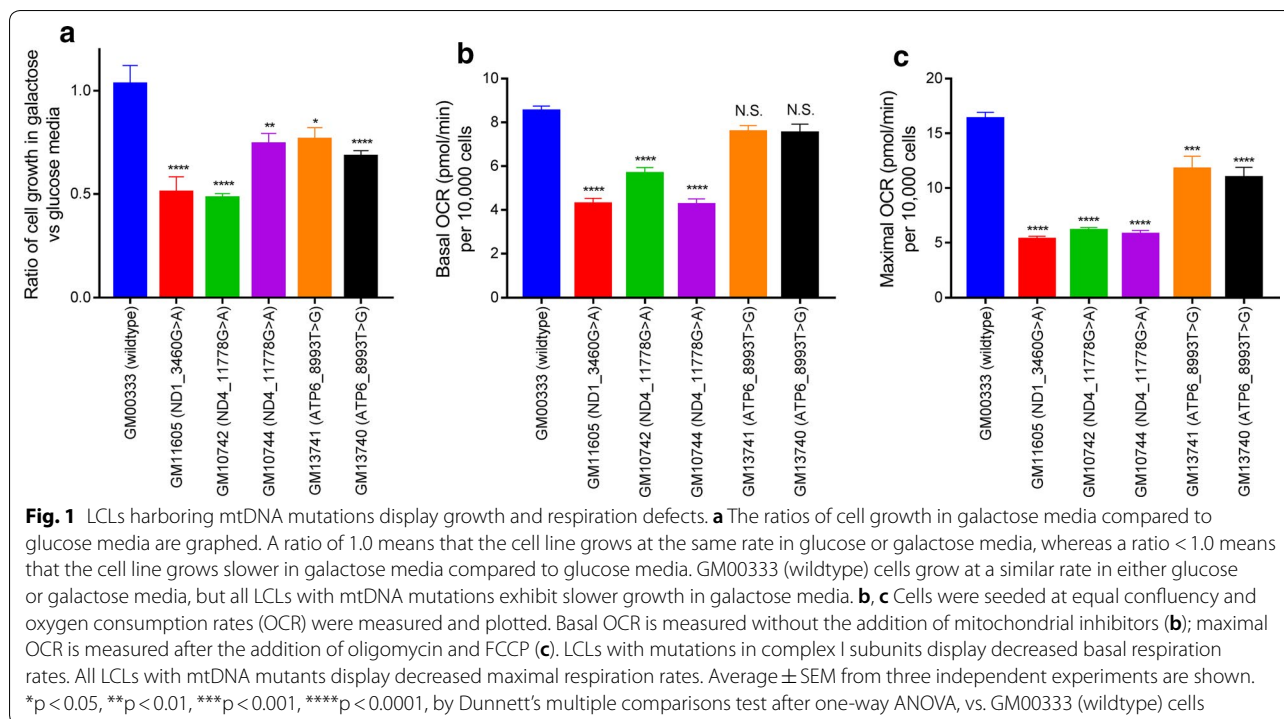 a
Ratio of cell growth in galactose
vs glucose media
1.0
0.5
0.0
****
****
**
*
****
GM00333 (wildtype)
GM11605 (ND1_3460G>A)
GM10742 (ND4_11778G>A)
GM10744 (ND4_11778G>A)
GM13741 (ATP6_8993T>G)
GM13740 (ATP6_8993T>G)
b
Basal OCR (pmol/min)
per 10,000 cells
10
8
6
4
2
0
****
****
****
N.S.
N.S.
GM00333 (wildtype)
GM11605 (ND1_3460G>A)
GM10742 (ND4_11778G>A)
GM10744 (ND4_11778G>A)
GM13741 (ATP6_8993T>G)
GM13740 (ATP6_8993T>G)
c
Maximal OCR (pmol/min)
per 10,000 cells
20
15
10
5
0
****
****
****
***
****
GM00333 (wildtype)
GM11605 (ND1_3460G>A)
GM10742 (ND4_11778G>A)
GM10744 (ND4_11778G>A)
GM13741 (ATP6_8993T>G)
GM13740 (ATP6_8993T>G)
Fig. 1 LCLs harboring mtDNA mutations display growth and respiration defects. a The ratios of cell growth in galactose media compared to
glucose media are graphed. A ratio of 1.0 means that the cell line grows at the same rate in glucose or galactose media, whereas a ratio < 1.0 means
that the cell line grows slower in galactose media compared to glucose media. GM00333 (wildtype) cells grow at a similar rate in either glucose
or galactose media, but all LCLs with mtDNA mutations exhibit slower growth in galactose media. b, c Cells were seeded at equal confluency and
oxygen consumption rates (OCR) were measured and plotted. Basal OCR is measured without the addition of mitochondrial inhibitors (b); maximal
OCR is measured after the addition of oligomycin and FCCP (c). LCLs with mutations in complex I subunits display decreased basal respiration
rates. All LCLs with mtDNA mutants display decreased maximal respiration rates. Average ± SEM from three independent experiments are shown.
*p < 0.05, **p < 0.01, ***p < 0.001, ****p < 0.0001, by Dunnett's multiple comparisons test after one-way ANOVA, vs. GM00333 (wildtype) cells